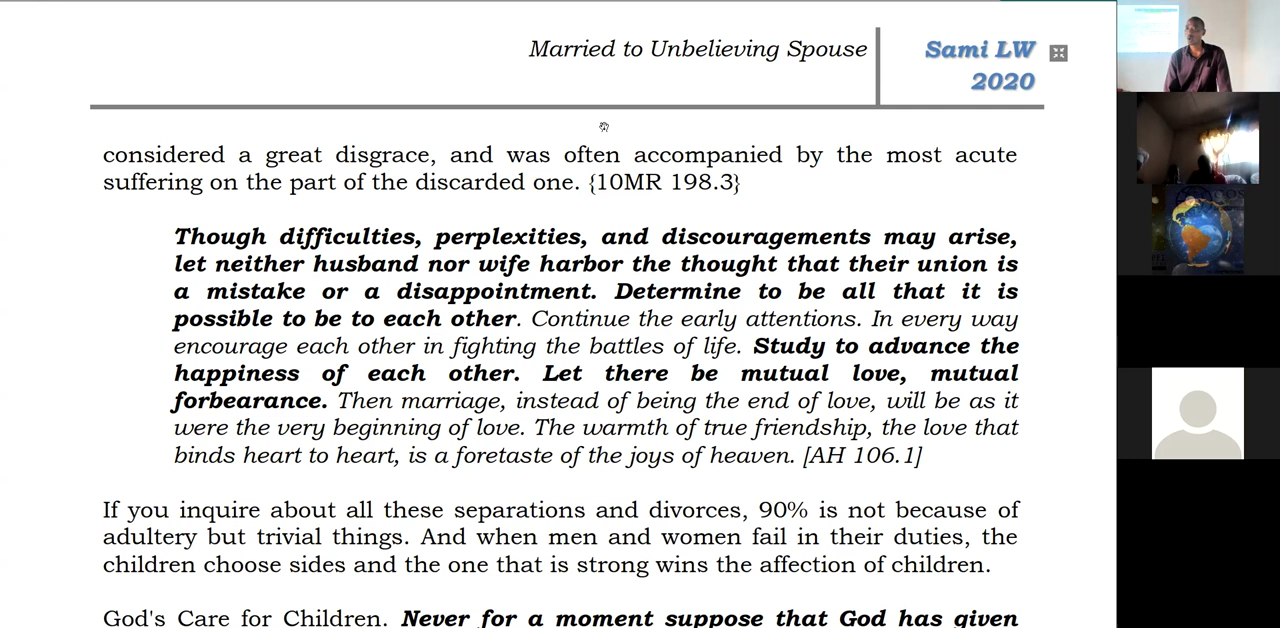 Married to Unbelieving Spouse
Sami LW
2020
considered a great disgrace, and was often accompanied by the most acute
suffering on the part of the discarded one. {10MR 198.3}
Though difficulties, perplexities, and discouragements may arise,
let neither husband nor wife harbor the thought that their union is
a mistake or a disappointment. Determine to be all that it is
possible to be to each other. Continue the early attentions. In every way
encourage each other in fighting the battles of life. Study to advance the
happiness of each other. Let there be mutual love, mutual
forbearance. Then marriage, instead of being the end of love, will be as it
were the very beginning of love. The warmth of true friendship, the love that
binds heart to heart, is a foretaste of the joys of heaven. [AH 106.1]
If you inquire about all these separations and divorces, 90% is not because of
adultery but trivial things. And when men and women fail in their duties, the
children choose sides and the one that is strong wins the affection of children.
God's Care for Children. Never for a moment suppose that God has given